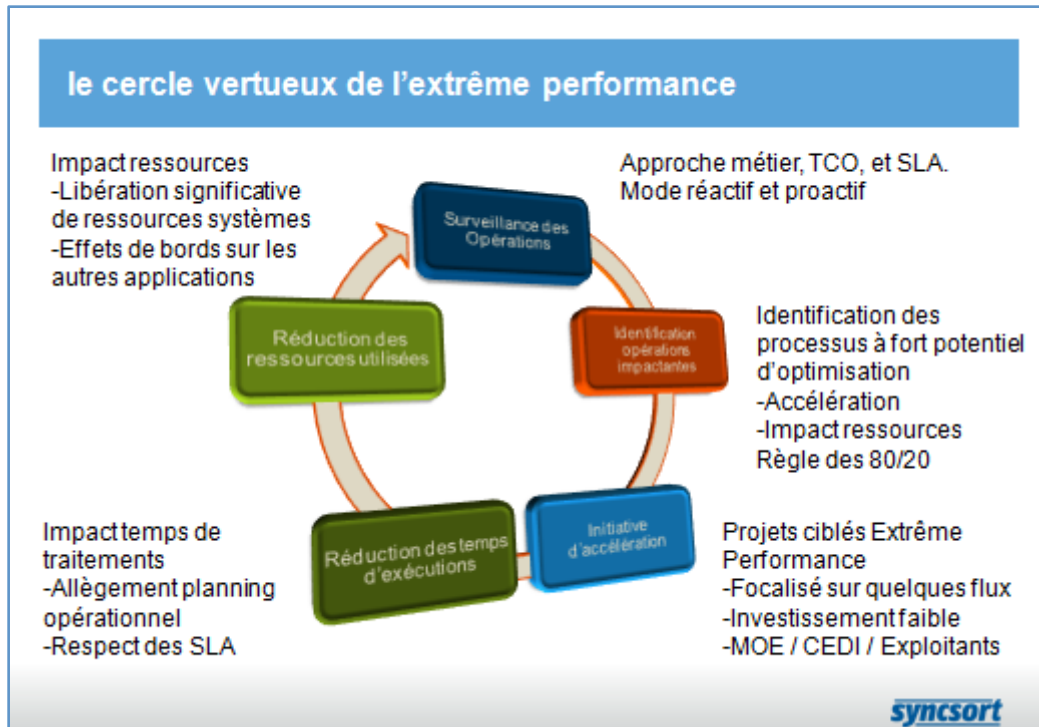 le cercle vertueux de l'extrême performance
Impact ressources
-Libération significative
de ressources systèmes
-Effets de bords sur les
autres applications
Approche métier, TCO, et SLA.
Mode réactif et proactif
Surveillance des
Opérations
Identification
opérations
impactantes
Identification des
processus à fort potentiel
d'optimisation
-Accélération
-Impact ressources
Règle des 80/20
Initiative
d'accélération
Projets ciblés Extrême
Performance
-Focalisé sur quelques flux
-Investissement faible
-MOE / CEDI / Exploitants
Réduction des temps
d'exécutions
Impact temps de
traitements
-Allègement planning
opérationnel
-Respect des SLA
Réduction des
ressources utilisées
syncsort